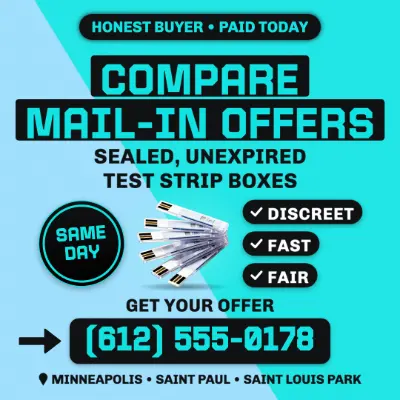 HONEST BUYER • PAID TODAY
COMPARE
MAIL-IN OFFERS
SEALED, UNEXPIRED
TEST STRIP BOXES
SAME
DAY
✓ DISCREET
✓ FAST
✓ FAIR
GET YOUR OFFER
(612) 555-0178
MINNEAPOLIS • SAINT PAUL • SAINT LOUIS PARK